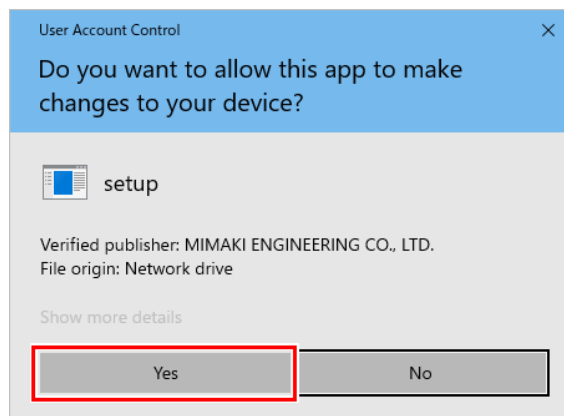 User Account Control
Do you want to allow this app to make
changes to your device?
setup
Verified publisher: MIMAKI ENGINEERING CO., LTD.
File origin: Network drive
Show more details
Yes
No